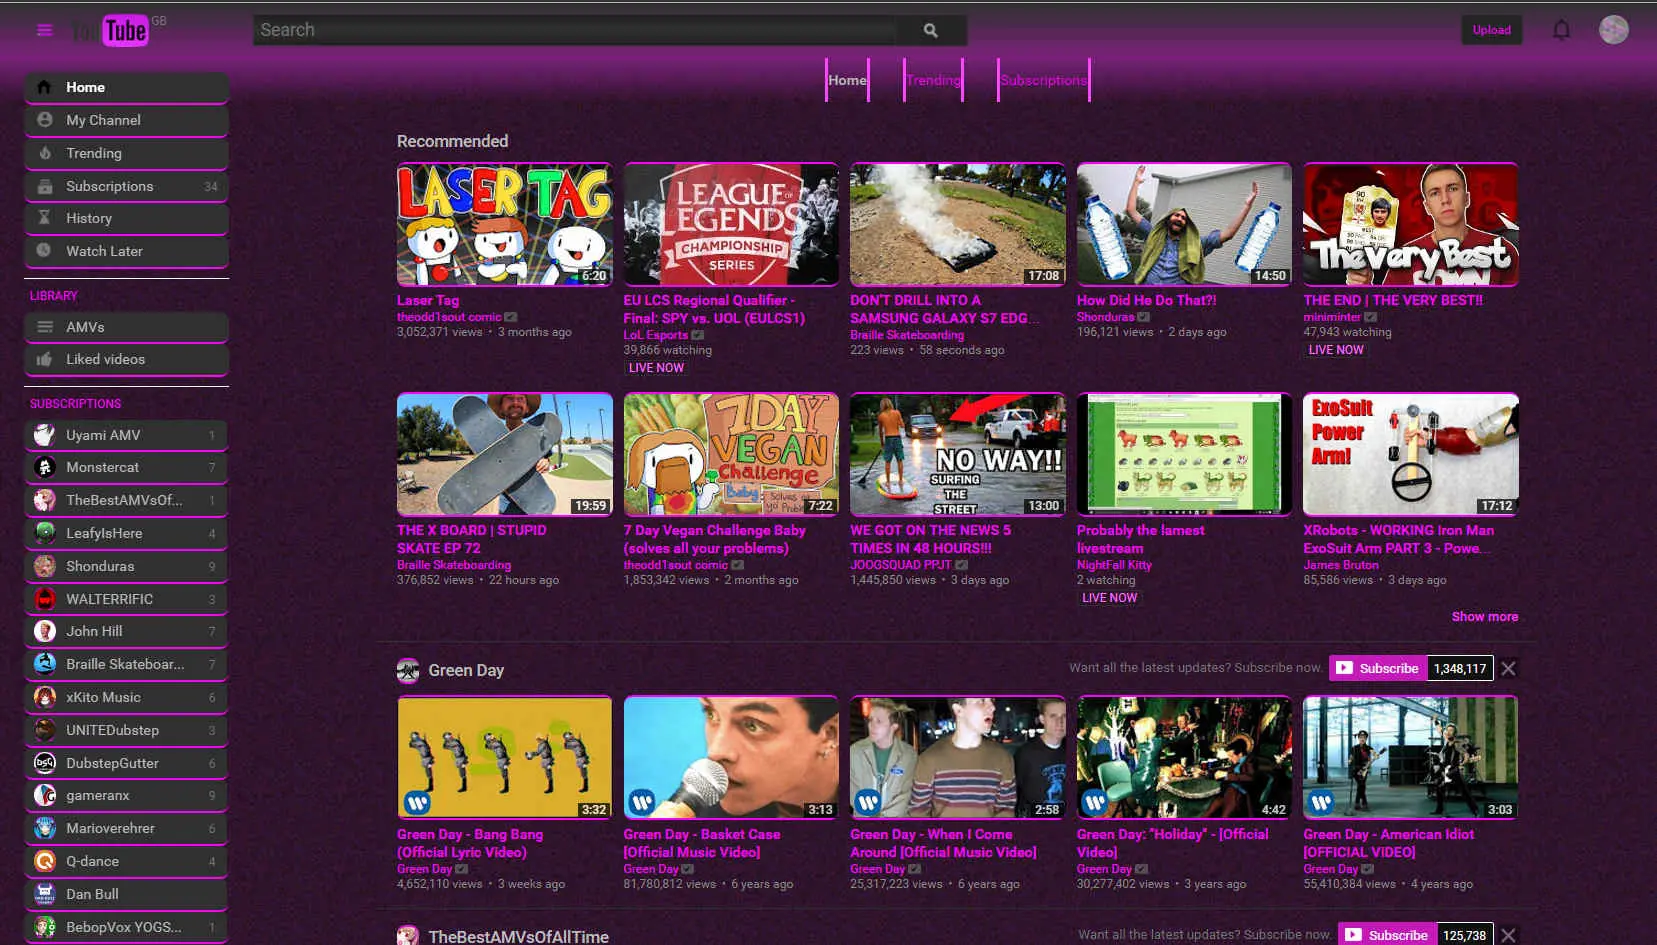 You Tube GB
Search
Upload
Home
Trending
Subscriptions
Home
My Channel
Trending
Subscriptions 34
History
Watch Later
LIBRARY
AMVs
Liked videos
SUBSCRIPTIONS
Uyami AMV 1
Monstercat 7
TheBestAMVsOf... 1
LeafyIsHere 4
Shonduras 9
WALTERRIFIC 3
John Hill 7
Braille Skateboar... 7
xKito Music 6
UNITEDubstep 3
DubstepGutter 6
gameranx 9
Marioverehrer 6
Q-dance 4
Dan Bull
BebopVox YOGS... 1
Recommended
LASER TAG
6:20
Laser Tag
theodd1sout comic
3,052,371 views • 3 months ago
LEAGUE OF
LEGENDS
CHAMPIONSHIP
SERIES
EU LCS Regional Qualifier -
Final: SPY vs. UOL (EULCS1)
LoL Esports
39,866 watching
LIVE NOW
17:08
DON'T DRILL INTO A
SAMSUNG GALAXY S7 EDG...
Braille Skateboarding
223 views • 58 seconds ago
14:50
How Did He Do That?!
Shonduras
196,121 views • 2 days ago
The Very Best
THE END | THE VERY BEST!!
miniminter
47,943 watching
LIVE NOW
19:59
THE X BOARD | STUPID
SKATE EP 72
Braille Skateboarding
376,852 views • 22 hours ago
7 DAY
VEGAN
Challenge
Baby
7:22
7 Day Vegan Challenge Baby
(solves all your problems)
theodd1sout comic
1,853,342 views • 2 months ago
NO WAY!!
SURFING
THE
STREET
13:00
WE GOT ON THE NEWS 5
TIMES IN 48 HOURS!!!
JOOGSQUAD PPJT
1,445,850 views • 3 days ago
Probably the lamest
livestream
NightFall Kitty
2 watching
LIVE NOW
ExoSuit
Power
Arm!
17:12
XRobots - WORKING Iron Man
ExoSuit Arm PART 3 - Powe...
James Bruton
85,586 views • 3 days ago
Show more
Green Day
Want all the latest updates? Subscribe now.
Subscribe 1,348,117
3:32
Green Day - Bang Bang
(Official Lyric Video)
Green Day
4,652,110 views • 3 weeks ago
3:13
Green Day - Basket Case
[Official Music Video]
Green Day
81,780,812 views • 6 years ago
2:58
Green Day - When I Come
Around [Official Music Video]
Green Day
25,317,223 views • 6 years ago
4:42
Green Day: "Holiday" - [Official
Video]
Green Day
30,277,402 views • 3 years ago
3:03
Green Day - American Idiot
[OFFICIAL VIDEO]
Green Day
55,410,384 views • 4 years ago
TheBestAMVsOfAllTime
Want all the latest updates? Subscribe now.
Subscribe 125,738